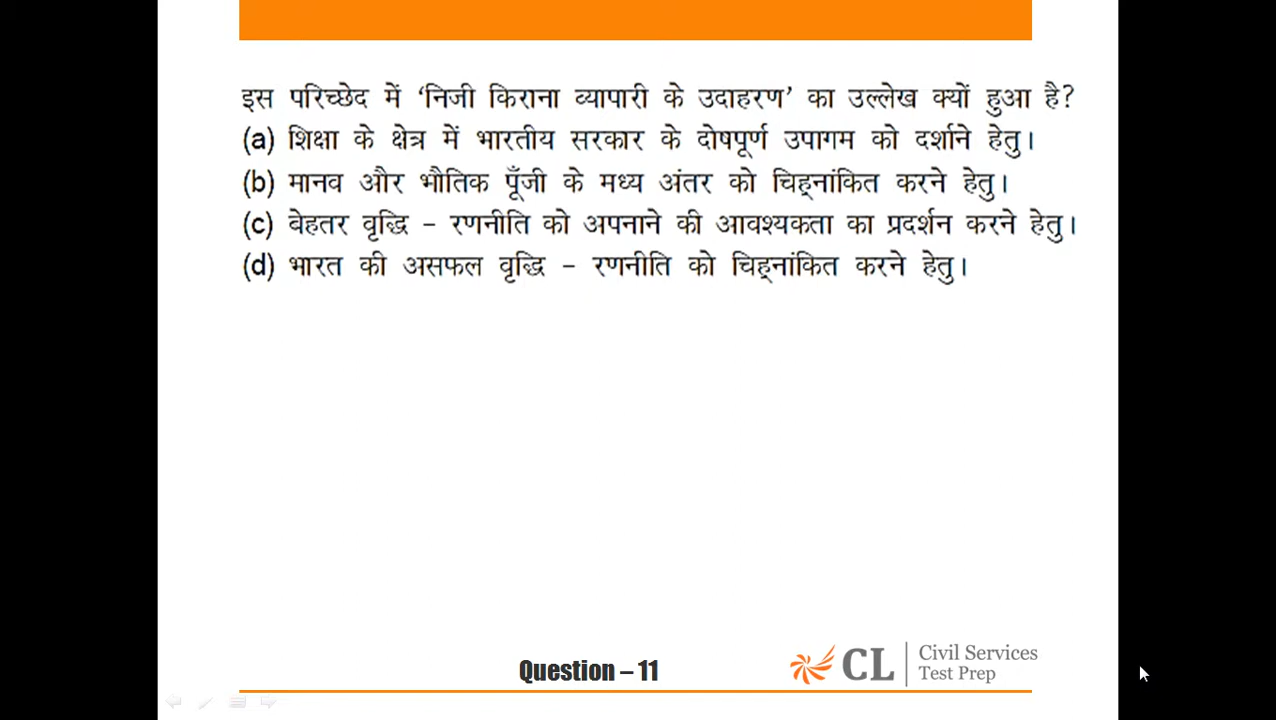 इस परिच्छेद में ‘निजी किराना व्यापारी के उदाहरण’ का उल्लेख क्यों हुआ है?
(a) शिक्षा के क्षेत्र में भारतीय सरकार के दोषपूर्ण उपागम को दर्शाने हेतु।
(b) मानव और भौतिक पूँजी के मध्य अंतर को चिह्नांकित करने हेतु।
(c) बेहतर वृद्धि – रणनीति को अपनाने की आवश्यकता का प्रदर्शन करने हेतु।
(d) भारत की असफल वृद्धि – रणनीति को चिह्नांकित करने हेतु।
Question – 11
CL
Civil Services
Test Prep